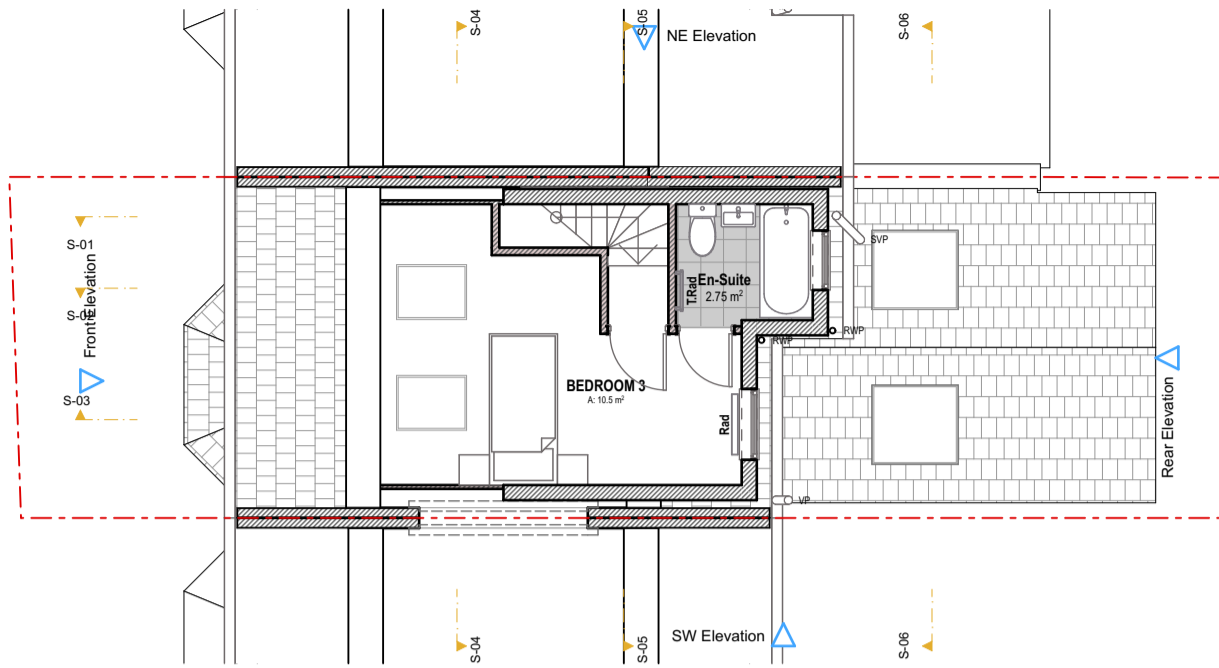 S-04
S-05
NE Elevation
S-06
S-01
S-02
Front Elevation
S-03
SVP
En-Suite
2.75 m²
T.Rad
RWP
RWP
BEDROOM 3
A: 10.5 m²
Rad
Rear Elevation
VP
S-04
S-05
SW Elevation
S-06